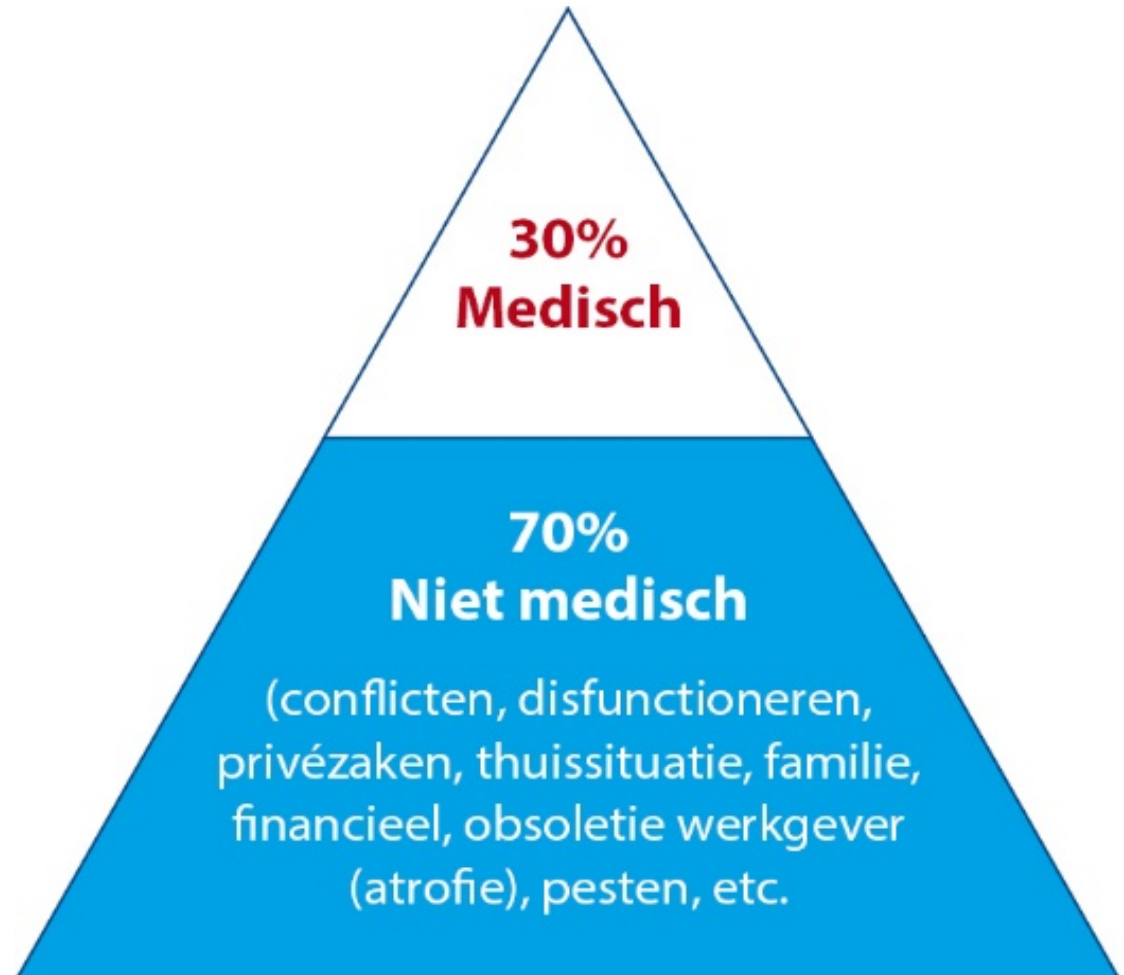 30%
Medisch
70%
Niet medisch
(conflicten, disfunctioneren,
privézaken, thuissituatie, familie,
financieel, obsoletie werkgever
(atrofie), pesten, etc.